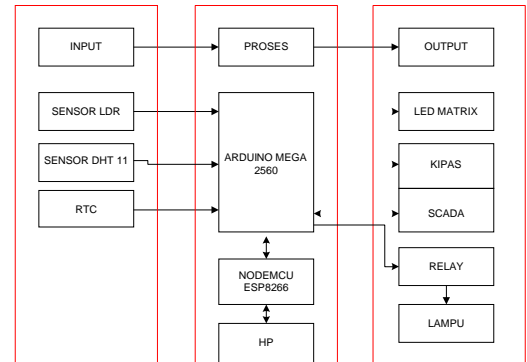 INPUT
PROSES
OUTPUT
SENSOR LDR
SENSOR DHT 11
RTC
ARDUINO MEGA
2560
NODEMCU
ESP8266
HP
LED MATRIX
KIPAS
SCADA
RELAY
LAMPU